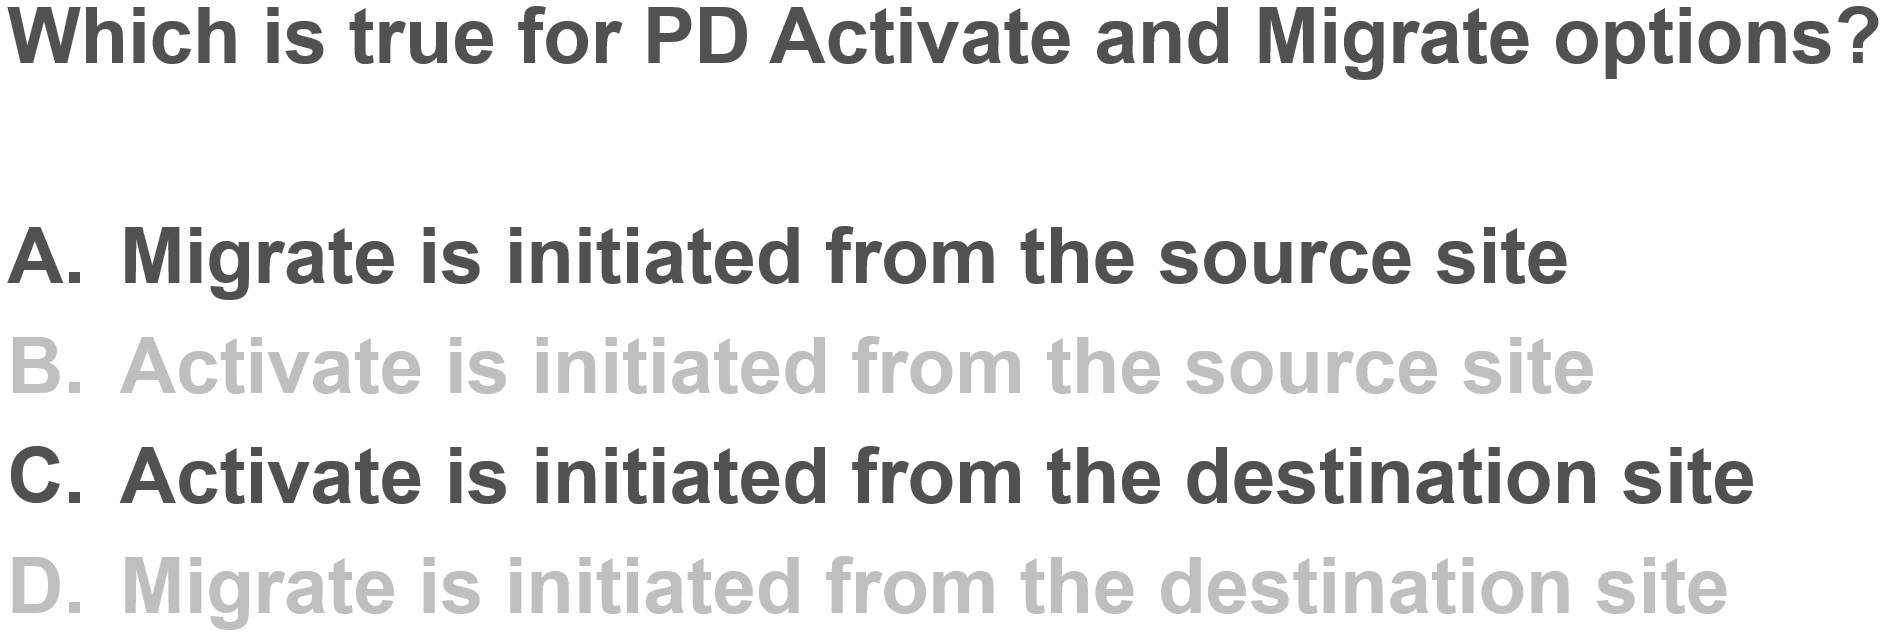 Which is true for PD Activate and Migrate options?
A. Migrate is initiated from the source site
B. Activate is initiated from the source site
C. Activate is initiated from the destination site
D. Migrate is initiated from the destination site